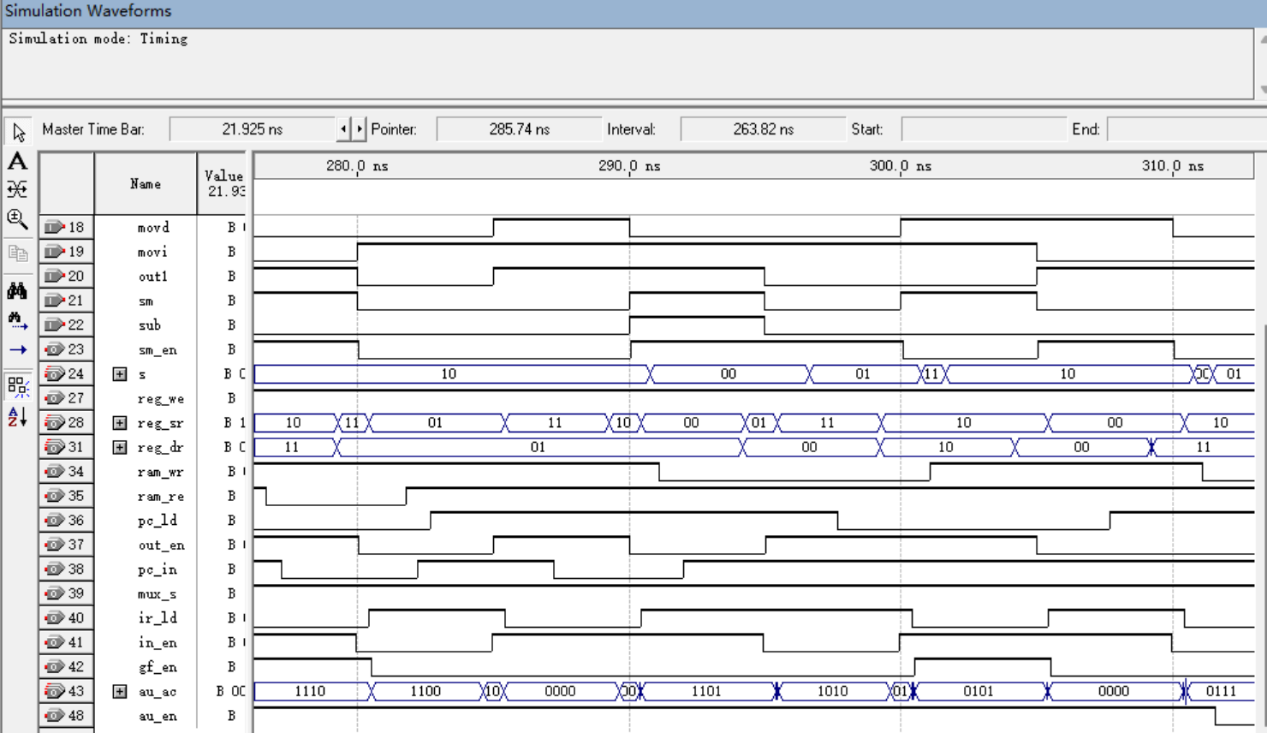 Simulation Waveforms
Simulation mode: Timing
Master Time Bar: 21.925 ns Pointer: 285.74 ns Interval: 263.82 ns Start: End:
Name Value 21.93 280.0 ns 290.0 ns 300.0 ns 310.0 ns
18 movd B
19 movi B
20 out1 B
21 sm B
22 sub B
23 sm_en B
24 s B 10 00 01 11 10 01
27 reg_we B
28 reg_sr B 1 10 11 01 11 10 00 01 11 10 00 10
31 reg_dr B 11 01 00 10 00 11
34 ram_wr B
35 ram_re B
36 pc_ld B
37 out_en B
38 pc_in B
39 mux_s B
40 ir_ld B
41 in_en B
42 gf_en B
43 au_ac B 1110 1100 10 0000 1101 1010 01 0101 0000 0111
48 au_en B